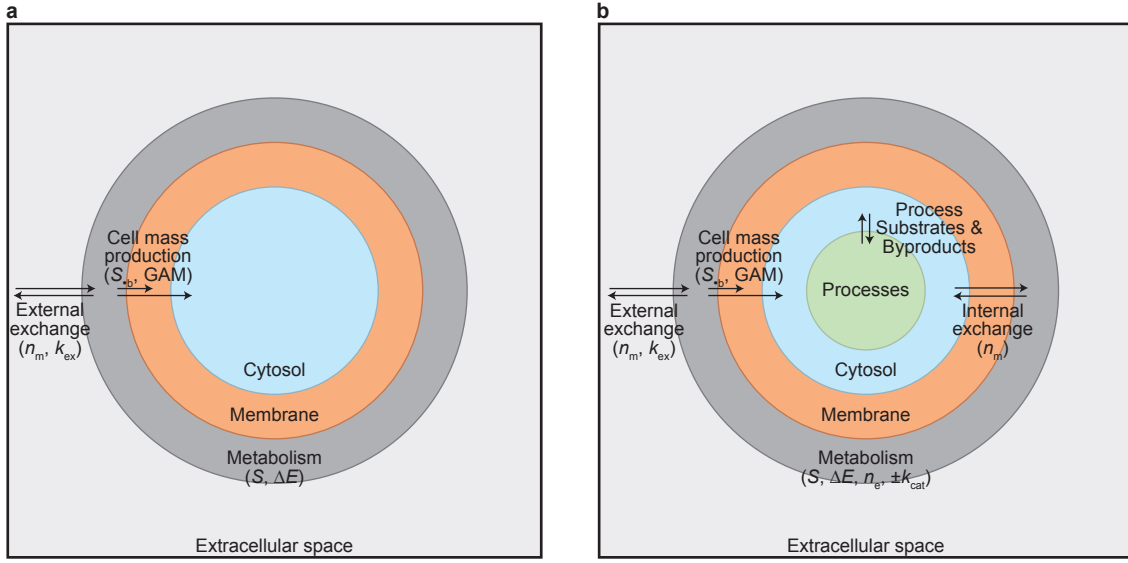 a
Cell mass
production
(S•b, GAM)
External
exchange
(nm, kex)
Cytosol
Membrane
Metabolism
(S, ΔE)
Extracellular space
b
Process
Substrates &
Byproducts
Cell mass
production
(S•b, GAM)
Processes
External
exchange
(nm, kex)
Internal
exchange
(nm)
Cytosol
Membrane
Metabolism
(S, ΔE, ne, ±kcat)
Extracellular space